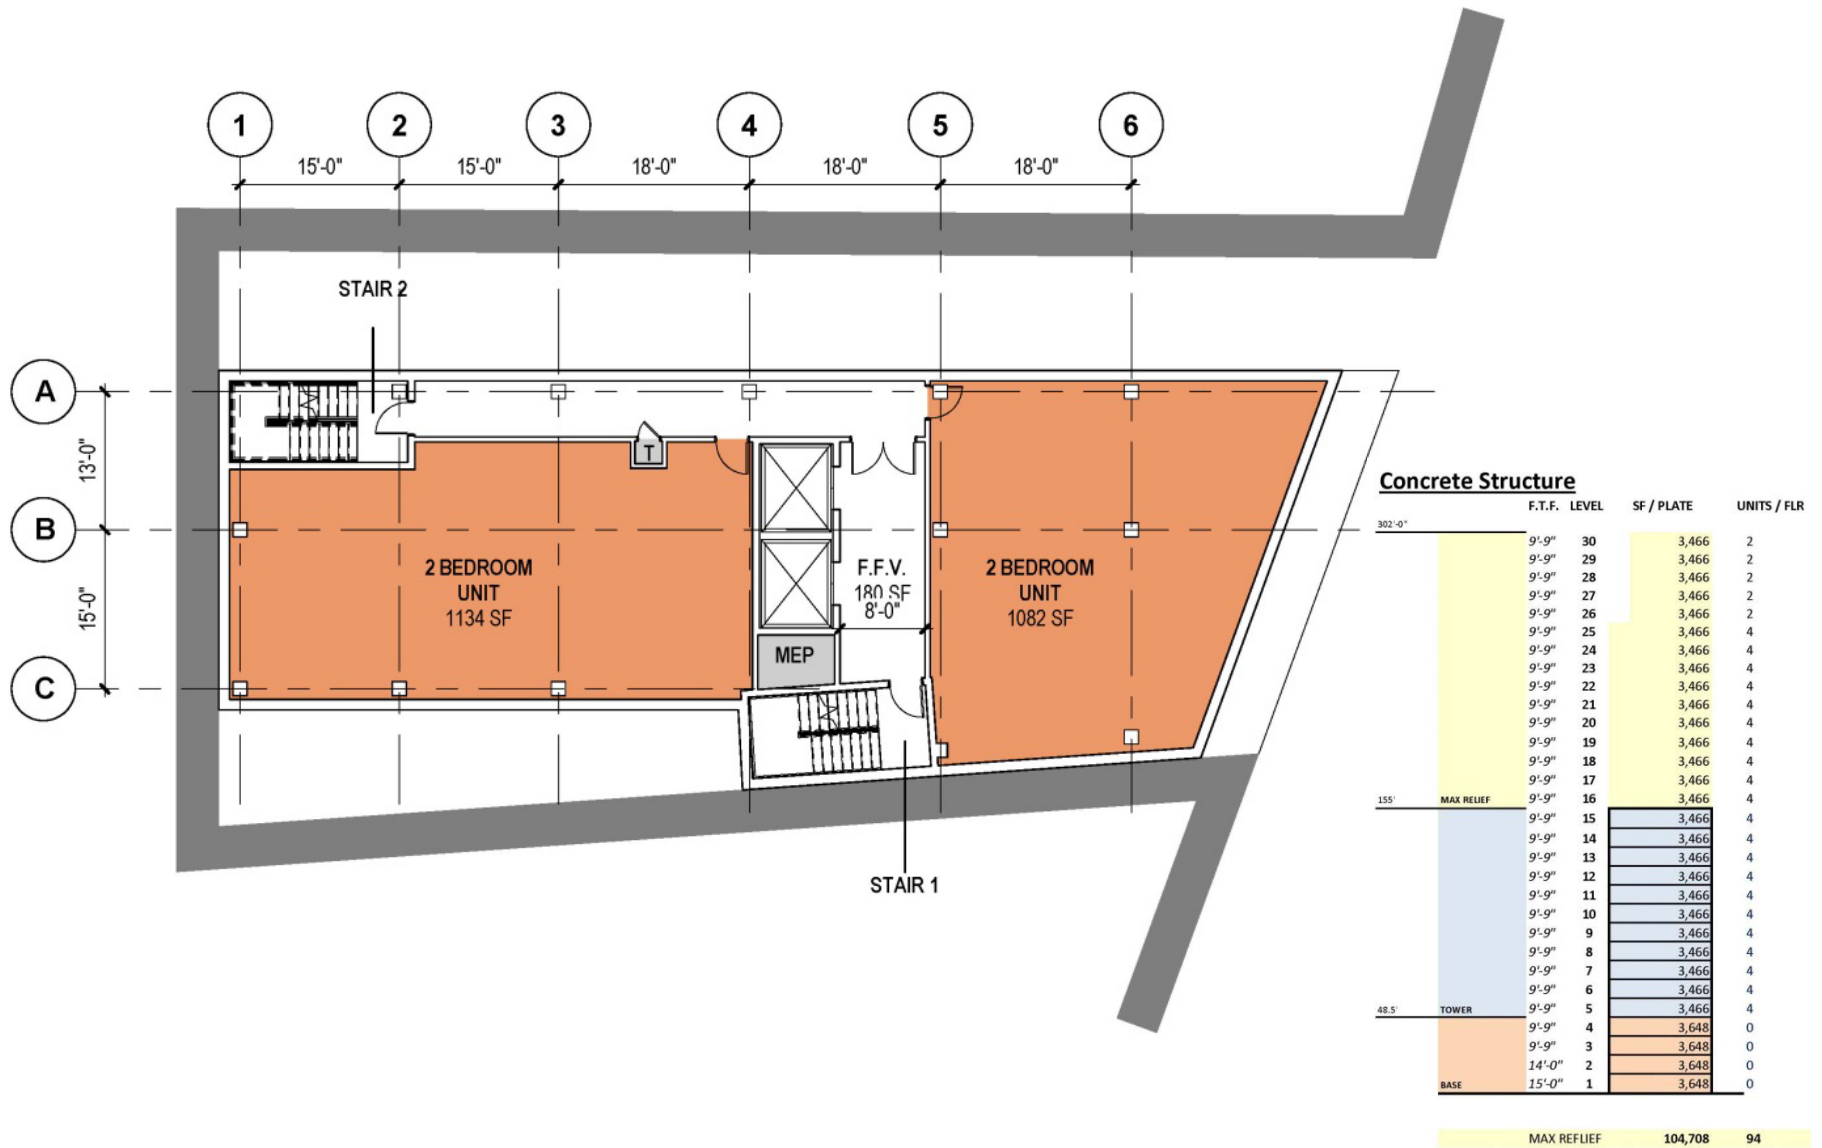 1 2 3 4 5 6
15'-0" 15'-0" 18'-0" 18'-0" 18'-0"
STAIR 2
A
13'-0"
B
15'-0"
C
T
2 BEDROOM
UNIT
1134 SF
F.F.V.
180 SF
8'-0"
2 BEDROOM
UNIT
1082 SF
MEP
STAIR 1
Concrete Structure
F.T.F. LEVEL SF / PLATE UNITS / FLR
302'-0"
9'-9" 30 3,466 2
9'-9" 29 3,466 2
9'-9" 28 3,466 2
9'-9" 27 3,466 2
9'-9" 26 3,466 2
9'-9" 25 3,466 4
9'-9" 24 3,466 4
9'-9" 23 3,466 4
9'-9" 22 3,466 4
9'-9" 21 3,466 4
9'-9" 20 3,466 4
9'-9" 19 3,466 4
9'-9" 18 3,466 4
9'-9" 17 3,466 4
155' MAX RELIEF 9'-9" 16 3,466 4
9'-9" 15 3,466 4
9'-9" 14 3,466 4
9'-9" 13 3,466 4
9'-9" 12 3,466 4
9'-9" 11 3,466 4
9'-9" 10 3,466 4
9'-9" 9 3,466 4
9'-9" 8 3,466 4
9'-9" 7 3,466 4
9'-9" 6 3,466 4
48.5' TOWER 9'-9" 5 3,466 4
9'-9" 4 3,648 0
9'-9" 3 3,648 0
14'-0" 2 3,648 0
BASE 15'-0" 1 3,648 0
MAX REFLIEF 104,708 94